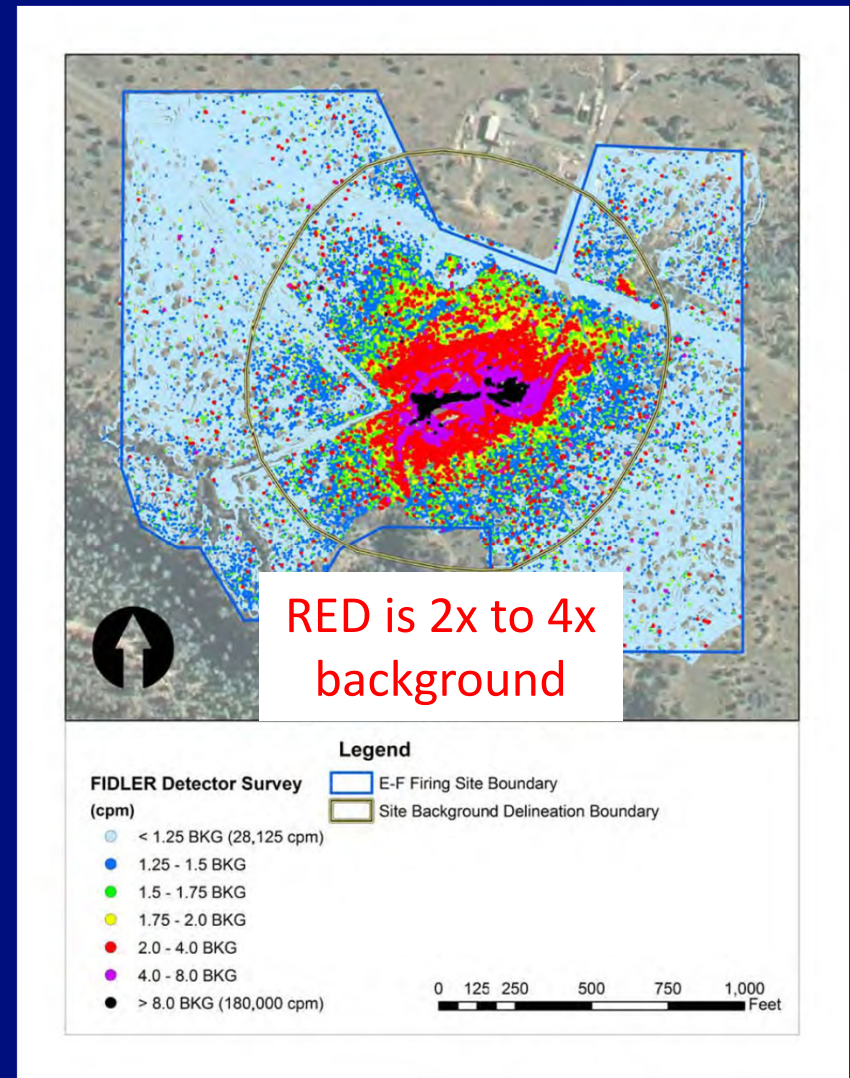 RED is 2x to 4x
background
Legend
FIDLER Detector Survey
(cpm)
< 1.25 BKG (28,125 cpm)
1.25 - 1.5 BKG
1.5 - 1.75 BKG
1.75 - 2.0 BKG
2.0 - 4.0 BKG
4.0 - 8.0 BKG
> 8.0 BKG (180,000 cpm)
E-F Firing Site Boundary
Site Background Delineation Boundary
0 125 250 500 750 1,000
Feet